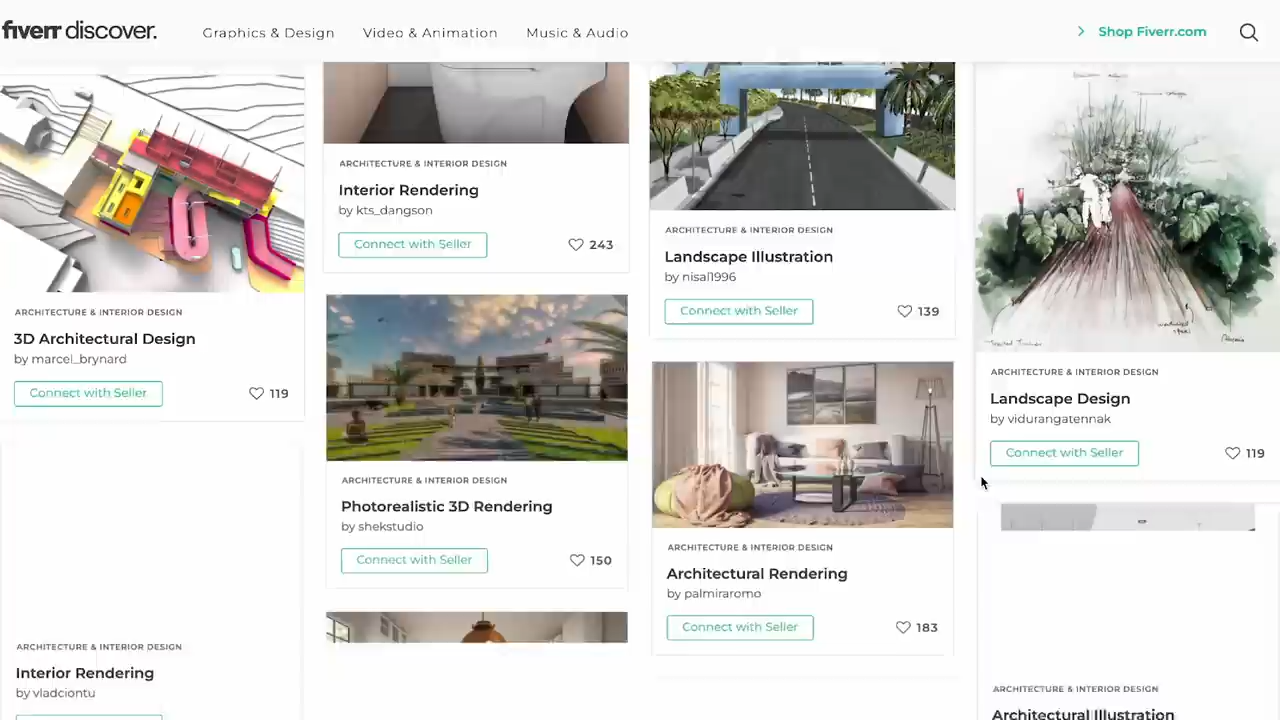 fiverr discover.
Graphics & Design
Video & Animation
Music & Audio
Shop Fiverr.com
ARCHITECTURE & INTERIOR DESIGN
3D Architectural Design
by marcel_brynard
Connect with Seller
119
ARCHITECTURE & INTERIOR DESIGN
Interior Rendering
by vladciontu
ARCHITECTURE & INTERIOR DESIGN
Interior Rendering
by kts_dangson
Connect with Seller
243
ARCHITECTURE & INTERIOR DESIGN
Photorealistic 3D Rendering
by shekstudio
Connect with Seller
150
ARCHITECTURE & INTERIOR DESIGN
Landscape Illustration
by nisal1996
Connect with Seller
139
ARCHITECTURE & INTERIOR DESIGN
Architectural Rendering
by palmiraromo
Connect with Seller
183
ARCHITECTURE & INTERIOR DESIGN
Landscape Design
by vidurangatennak
Connect with Seller
119
ARCHITECTURE & INTERIOR DESIGN
Architectural Illustration